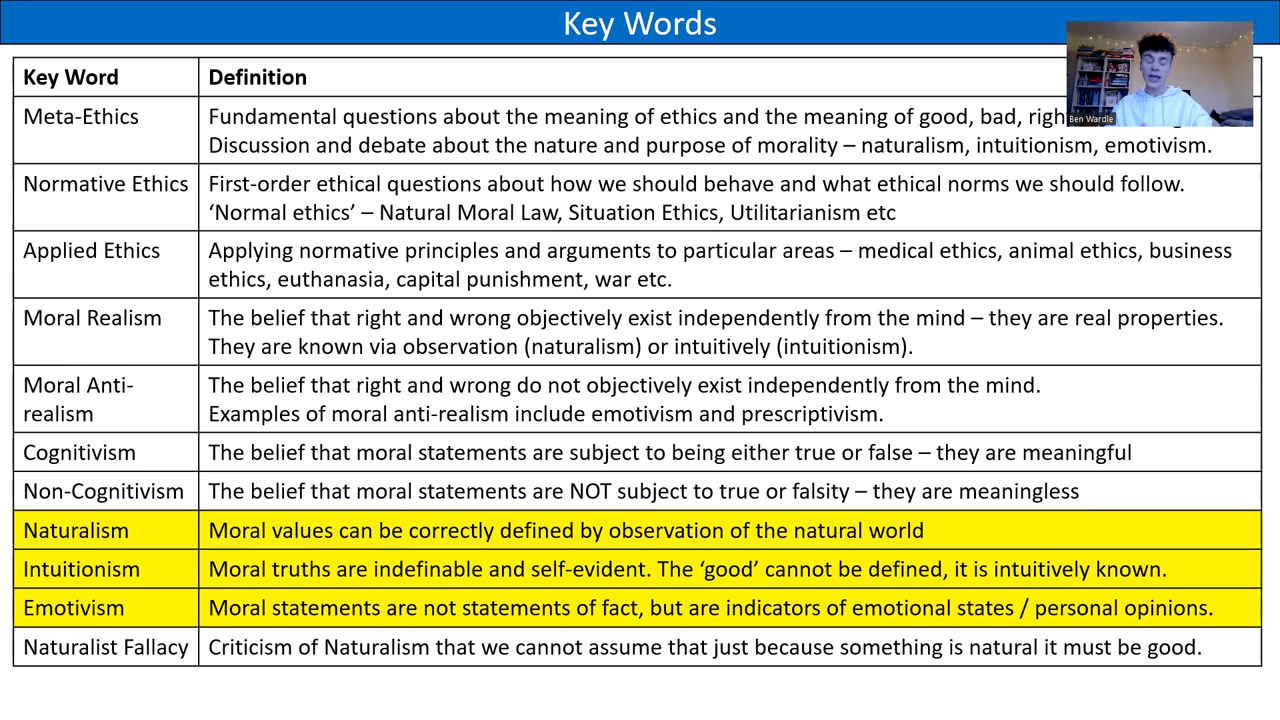 Key Words
Key Word
Definition
Meta-Ethics
Fundamental questions about the meaning of ethics and the meaning of good, bad,
Discussion and debate about the nature and purpose of morality – naturalism, intuitionism, emotivism.
Normative Ethics
First-order ethical questions about how we should behave and what ethical norms we should follow.
‘Normal ethics’ – Natural Moral Law, Situation Ethics, Utilitarianism etc
Applied Ethics
Applying normative principles and arguments to particular areas – medical ethics, animal ethics, business
ethics, euthanasia, capital punishment, war etc.
Moral Realism
The belief that right and wrong objectively exist independently from the mind – they are real properties.
They are known via observation (naturalism) or intuitively (intuitionism).
Moral Anti-
realism
The belief that right and wrong do not objectively exist independently from the mind.
Examples of moral anti-realism include emotivism and prescriptivism.
Cognitivism
The belief that moral statements are subject to being either true or false – they are meaningful
Non-Cognitivism
The belief that moral statements are NOT subject to true or falsity – they are meaningless
Naturalism
Moral values can be correctly defined by observation of the natural world
Intuitionism
Moral truths are indefinable and self-evident. The ‘good’ cannot be defined, it is intuitively known.
Emotivism
Moral statements are not statements of fact, but are indicators of emotional states / personal opinions.
Naturalist Fallacy
Criticism of Naturalism that we cannot assume that just because something is natural it must be good.
Ben Wardle